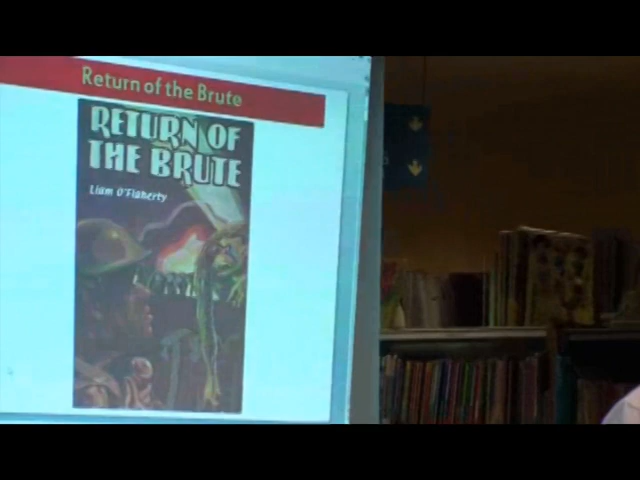 Return of the Brute
RETURN OF
THE BRUTE
Liam O'Flaherty